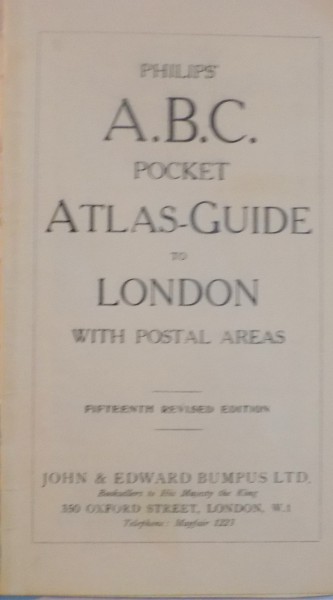 PHILIPS'
A.B.C.
POCKET
ATLAS-GUIDE
TO
LONDON
WITH POSTAL AREAS
FIFTEENTH REVISED EDITION
JOHN & EDWARD BUMPUS LTD.
Booksellers to His Majesty the King
350 OXFORD STREET, LONDON, W.1
Telephone: Mayfair 1223